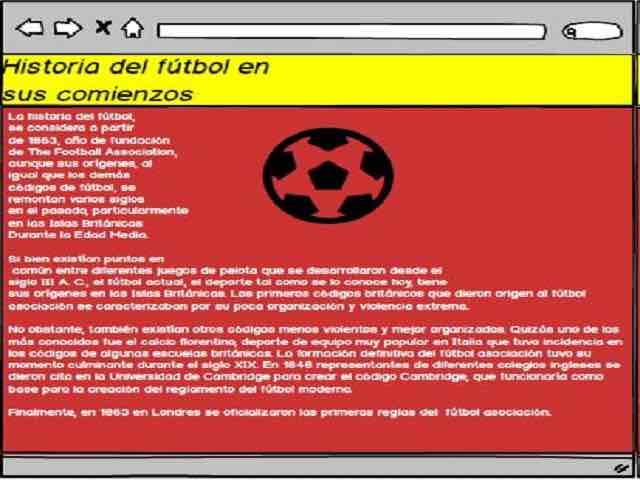 Historia del fútbol en
sus comienzos
La historia del fútbol,
se considera a partir
de 1863, año de fundación
de The Football Association,
aunque sus orígenes, al
igual que los demás
códigos de fútbol, se
remontan varios siglos
en el pasado, particularmente
en las Islas Británicas
Durante la Edad Media.
Si bien existían puntos en
común entre diferentes juegos de pelota que se desarrollaron desde el
siglo III A. C., el fútbol actual, el deporte tal como se lo conoce hoy, tiene
sus orígenes en las Islas Británicas. Los primeros códigos británicos que dieron origen al fútbol
asociación se caracterizaban por su poca organización y violencia extrema.
No obstante, también existían otros códigos menos violentos y mejor organizados. Quizás uno de los
más conocidos fue el calcio florentino, deporte de equipo muy popular en Italia que tuvo incidencia en
los códigos de algunas escuelas británicas. La formación definitiva del fútbol asociación tuvo su
momento culminante durante el siglo XIX. En 1848 representantes de diferentes colegios ingleses se
dieron cita en la Universidad de Cambridge para crear el código Cambridge, que funcionaría como
base para la creación del reglamento del fútbol moderno.
Finalmente, en 1863 en Londres se oficializaron las primeras reglas del fútbol asociación.